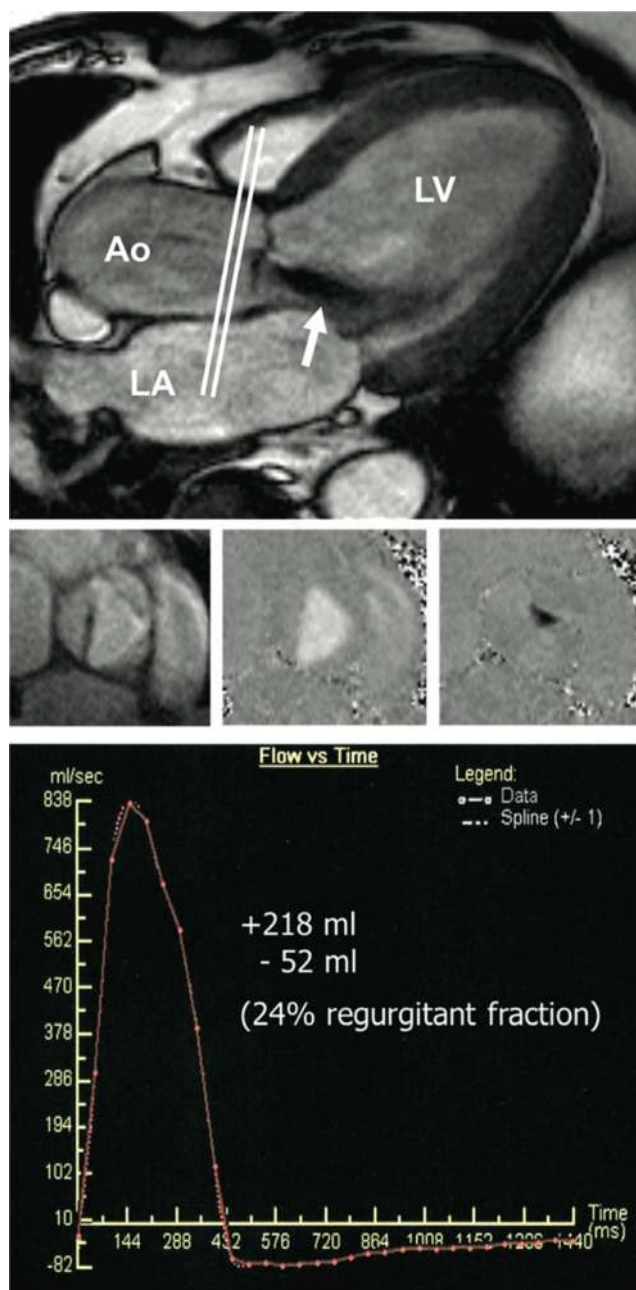 LV
Ao
LA
Flow vs Time
ml/sec
Legend:
Data
Spline (+/- 1)
838
746
654
562
470
378
286
194
102
10
-82
+218 ml
- 52 ml
(24% regurgitant fraction)
Time
(ms)
144 288 432 576 720 864 1008 1152 1296 1440